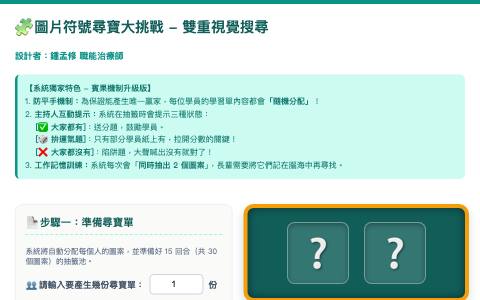 圖片符號尋寶大挑戰 – 雙重視覺搜尋
設計者：鍾孟修 職能治療師
【系統獨家特色 – 賓果機制升級版】
1. 防平手機制：為保證能產生唯一贏家，每位學員的學習單內容都會「隨機分配」！
2. 主持人互動提示：系統在抽籤時會提示三種狀態：
[✅ 大家都有]：送分題，鼓勵學員。
[🎲 拚運氣題]：只有部分學員紙上有，拉開分數的關鍵！
[❌ 大家都沒有]：陷阱題，大聲喊出沒有就對了！
3. 工作記憶訓練：系統每次會「同時抽出 2 個圖案」，長輩需要將它們記在腦海中再尋找。
步驟一：準備尋寶單
系統將自動分配每個人的圖案，並準備好 15 回合（共 30
個圖案）的抽籤池。
請輸入要產生幾份尋寶單： 1 份
? ?